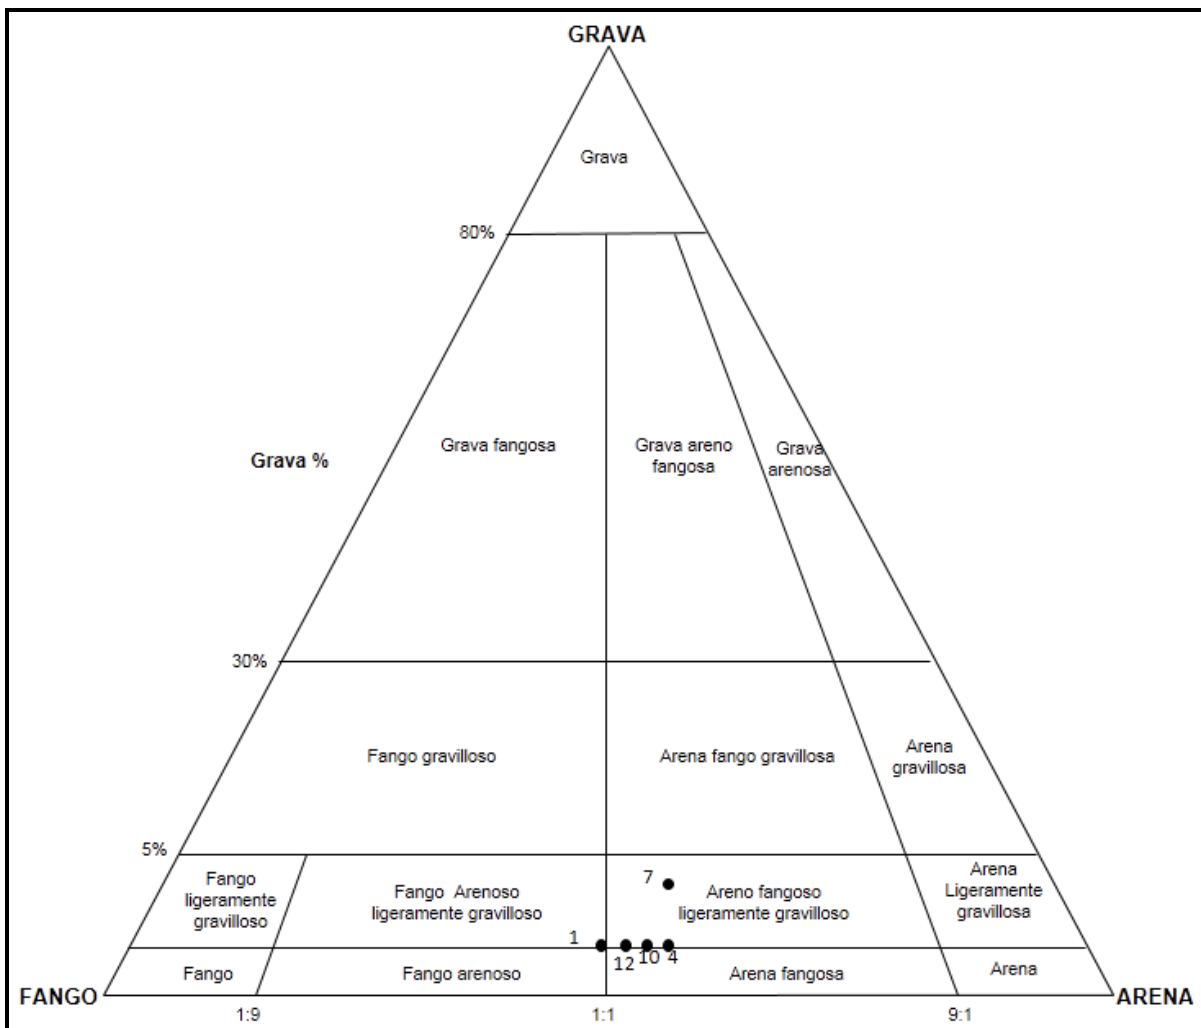 GRAVA
Grava
80%
Grava fangosa
Grava areno
fangosa
Grava
arenosa
Grava %
30%
Fango gravilloso
Arena fango gravillosa
Arena
gravillosa
5%
Fango
ligeramente
gravilloso
Fango Arenoso
ligeramente gravilloso
7
Areno fangoso
ligeramente gravilloso
Arena
Ligeramente
gravillosa
1
12
10
4
Fango
Fango arenoso
Arena fangosa
Arena
FANGO
ARENA
1:9
1:1
9:1